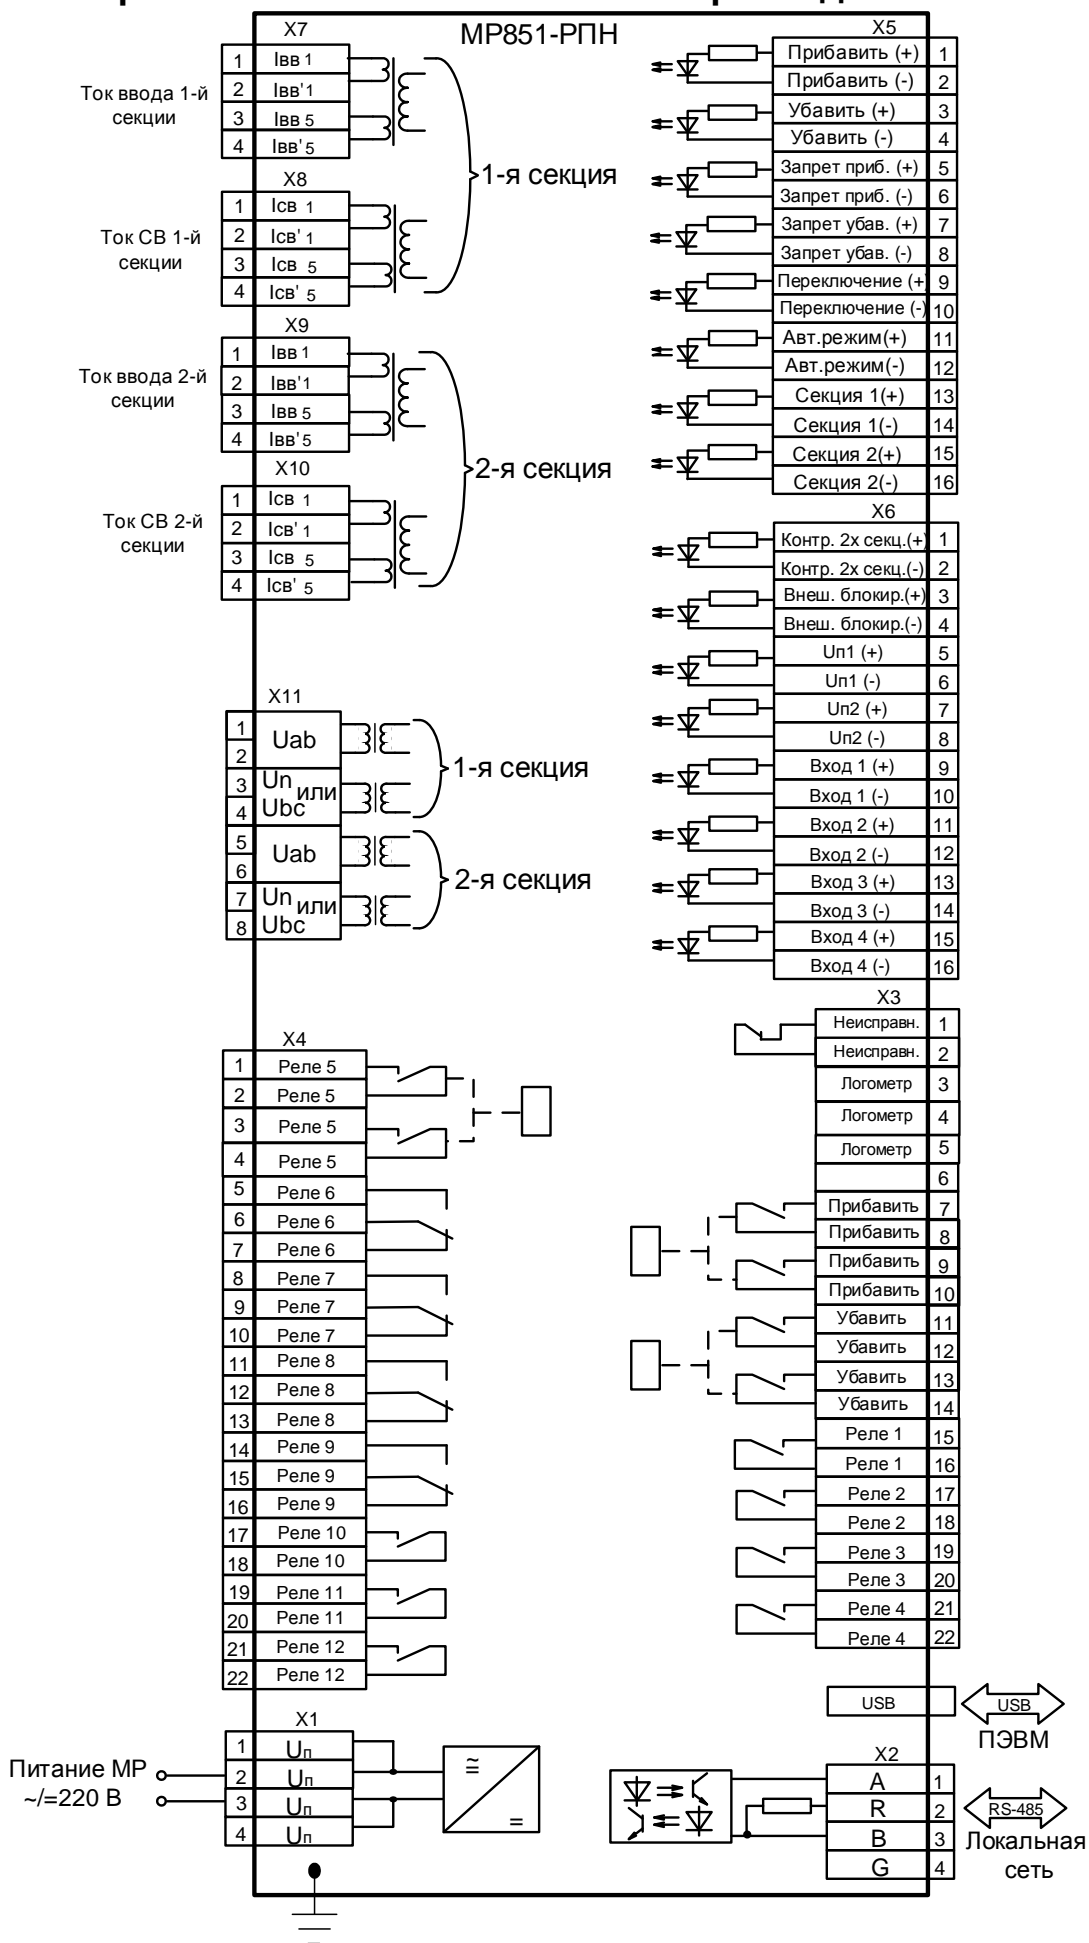 МР851-РПН
X7
1 Iвв 1
2 Iвв'1
3 Iвв 5
4 Iвв'5
Ток ввода 1-й
секции
X8
1 Iсв 1
2 Iсв' 1
3 Iсв 5
4 Iсв' 5
Ток СВ 1-й
секции
1-я секция
X9
1 Iвв 1
2 Iвв'1
3 Iвв 5
4 Iвв'5
Ток ввода 2-й
секции
X10
1 Iсв 1
2 Iсв' 1
3 Iсв 5
4 Iсв' 5
Ток СВ 2-й
секции
2-я секция
X11
1
2
Uab
3
4
Un или
Ubc
1-я секция
5
6
Uab
7
8
Un или
Ubc
2-я секция
X4
1 Реле 5
2 Реле 5
3 Реле 5
4 Реле 5
5 Реле 6
6 Реле 6
7 Реле 6
8 Реле 7
9 Реле 7
10 Реле 7
11 Реле 8
12 Реле 8
13 Реле 8
14 Реле 9
15 Реле 9
16 Реле 9
17 Реле 10
18 Реле 10
19 Реле 11
20 Реле 11
21 Реле 12
22 Реле 12
X1
1 Uп
2 Uп
3 Uп
4 Uп
Питание МР
~/=220 В
≂
=
X5
Прибавить (+) 1
Прибавить (-) 2
Убавить (+) 3
Убавить (-) 4
Запрет приб. (+) 5
Запрет приб. (-) 6
Запрет убав. (+) 7
Запрет убав. (-) 8
Переключение (+ 9
Переключение (-) 10
Авт.режим(+) 11
Авт.режим(-) 12
Секция 1(+) 13
Секция 1(-) 14
Секция 2(+) 15
Секция 2(-) 16
X6
Контр. 2х секц.(+) 1
Контр. 2х секц.(-) 2
Внеш. блокир.(+) 3
Внеш. блокир.(-) 4
Uп1 (+) 5
Uп1 (-) 6
Uп2 (+) 7
Uп2 (-) 8
Вход 1 (+) 9
Вход 1 (-) 10
Вход 2 (+) 11
Вход 2 (-) 12
Вход 3 (+) 13
Вход 3 (-) 14
Вход 4 (+) 15
Вход 4 (-) 16
X3
Неисправн. 1
Неисправн. 2
Логометр 3
Логометр 4
Логометр 5
6
Прибавить 7
Прибавить 8
Прибавить 9
Прибавить 10
Убавить 11
Убавить 12
Убавить 13
Убавить 14
Реле 1 15
Реле 1 16
Реле 2 17
Реле 2 18
Реле 3 19
Реле 3 20
Реле 4 21
Реле 4 22
USB
USB
ПЭВМ
X2
A 1
R 2
B 3
G 4
RS-485
Локальная
сеть